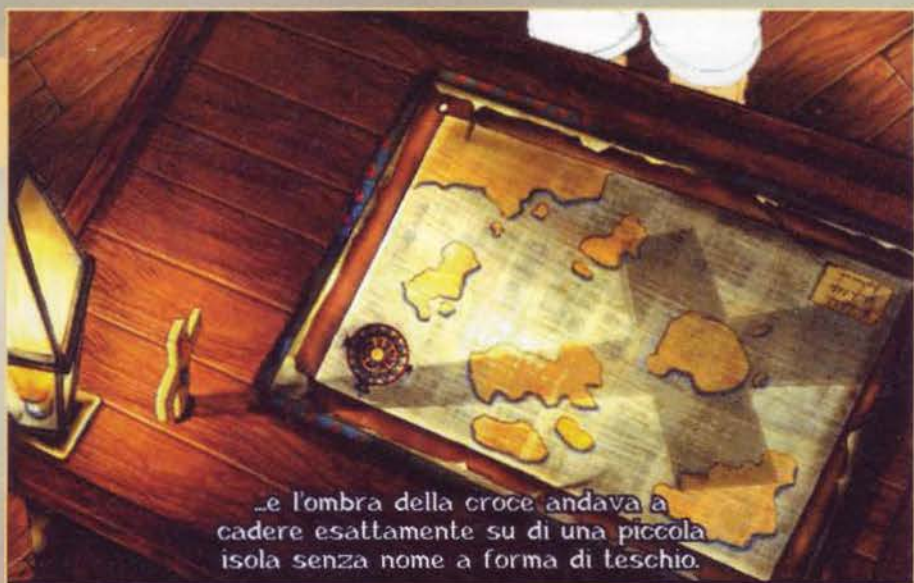 ...e l'ombra della croce andava a
cadere esattamente su di una piccola
isola senza nome a forma di teschio.